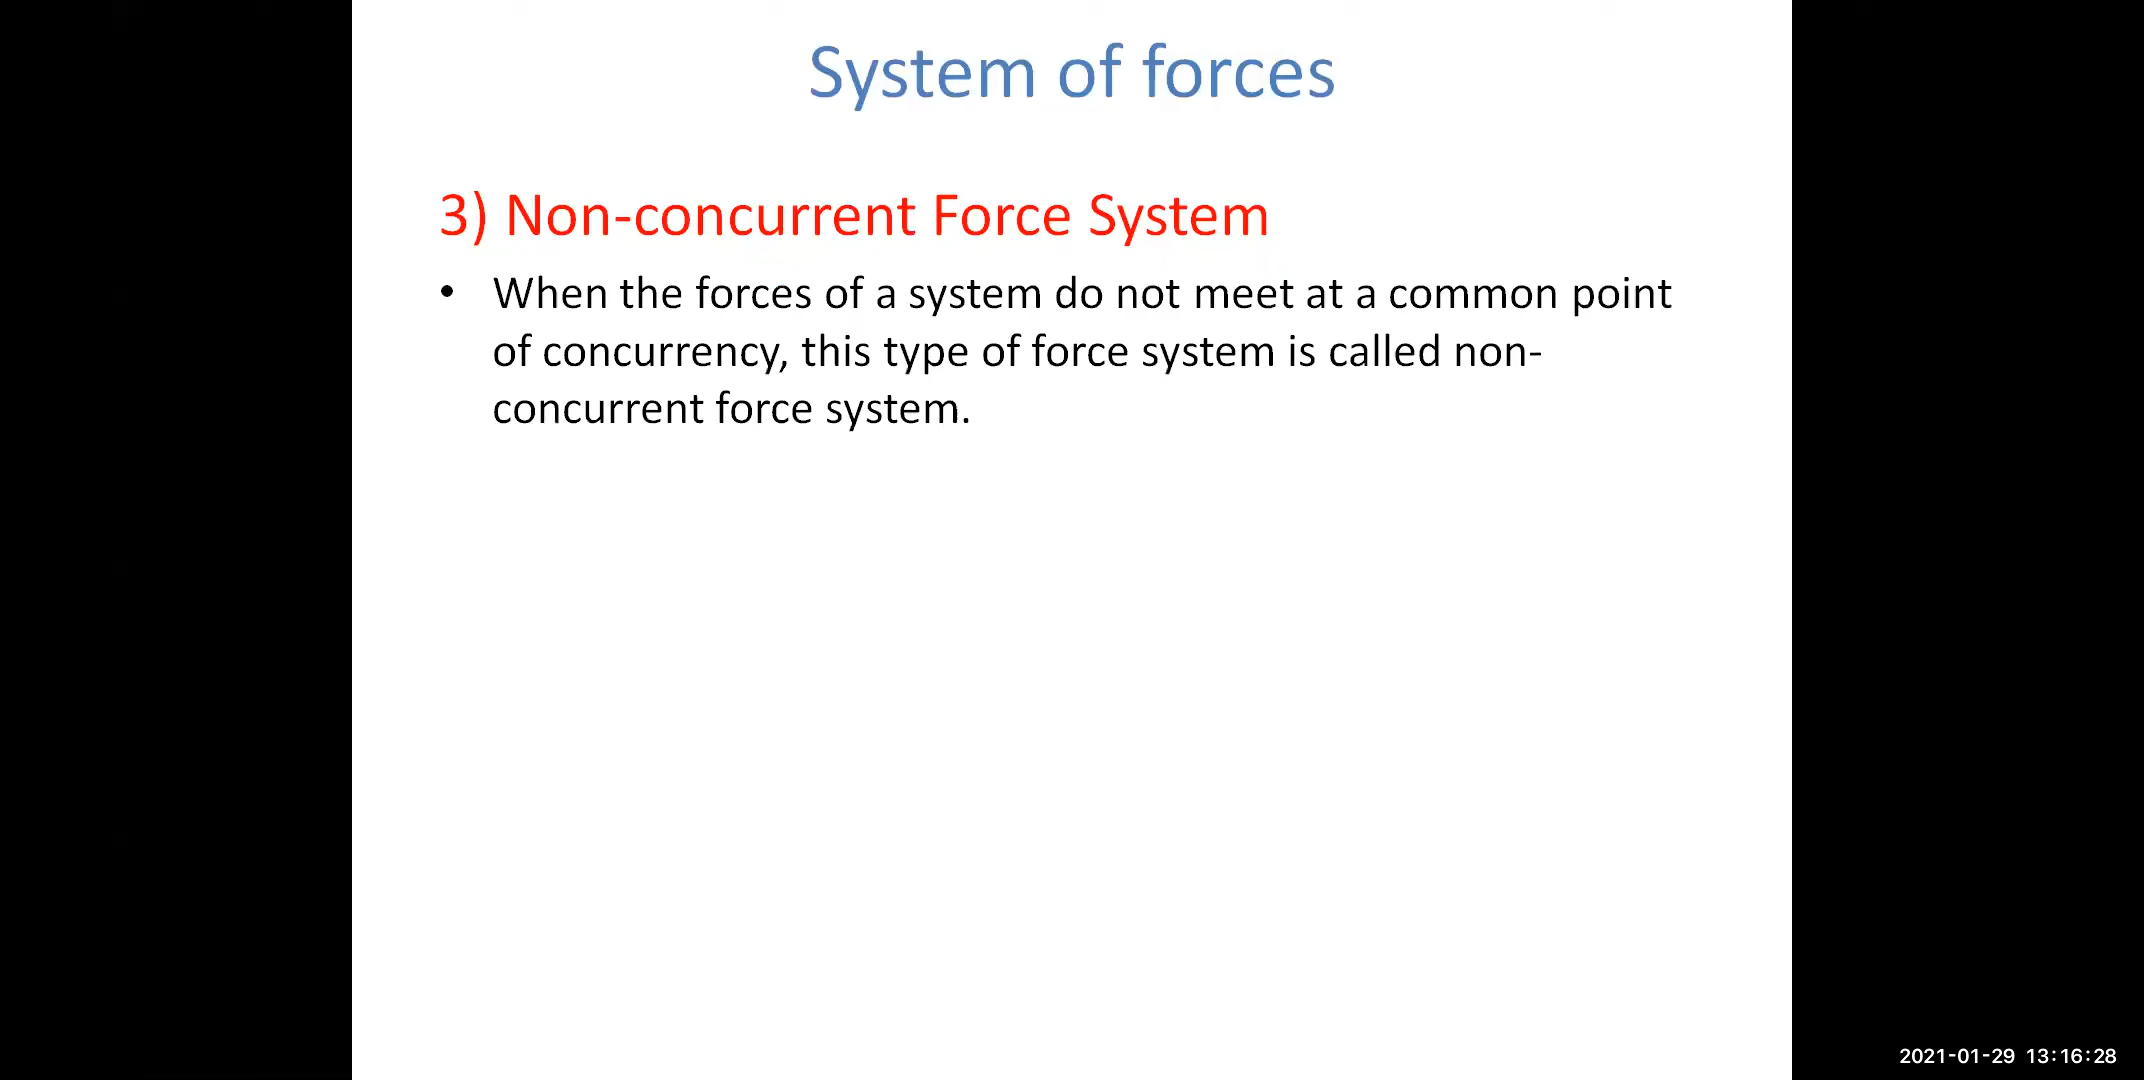 System of forces
3) Non-concurrent Force System
• When the forces of a system do not meet at a common point
of concurrency, this type of force system is called non-
concurrent force system.
2021-01-29 13:16:28